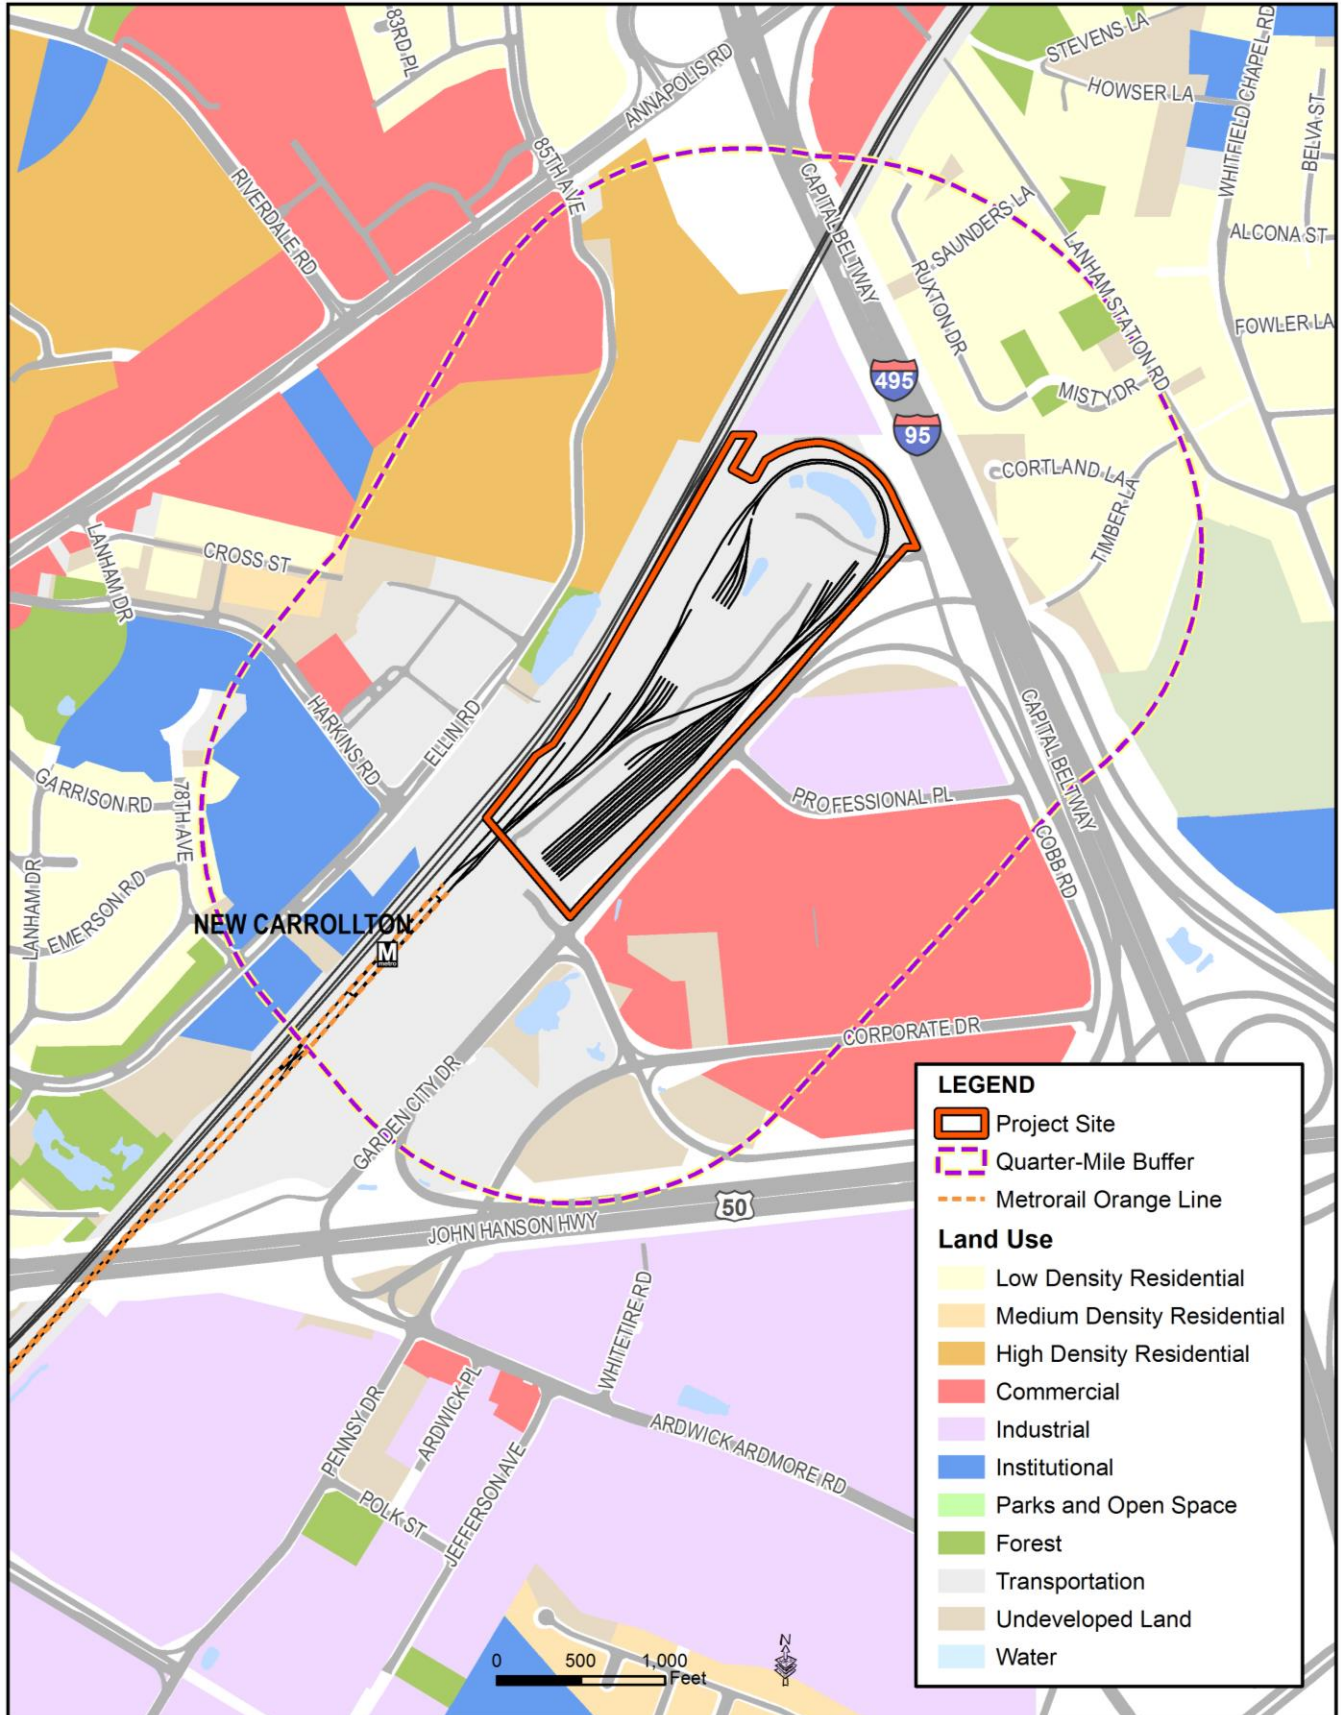 83RD PL
ANNAPOLIS RD
STEVENS LA
HOWSER LA
WHITFIELD CHAPEL RD
BELVA ST
85TH AVE
RIVERDALE RD
CAPITAL BELTWAY
SAUNDERS LA
LANHAM STATION RD
ALCONA ST
RUXTON DR
FOWLER LA
495
MISTY DR
95
CORTLAND LA
TIMBER LA
LANHAM DR
CROSS ST
HARKINS RD
ELLIN RD
CAPITAL BELTWAY
GARRISON RD
78TH AVE
PROFESSIONAL PL
COBB RD
LANHAM DR
EMERSON RD
NEW CARROLLTON
M
metro
CORPORATE DR
GARDEN CITY DR
50
JOHN HANSON HWY
WHITETIRE RD
PENNSY DR
ARDWICK PL
JEFFERSON AVE
ARDWICK ARDMORE RD
POLK ST
LEGEND
Project Site
Quarter-Mile Buffer
Metrorail Orange Line
Land Use
Low Density Residential
Medium Density Residential
High Density Residential
Commercial
Industrial
Institutional
Parks and Open Space
Forest
Transportation
Undeveloped Land
Water
0 500 1,000
Feet
N